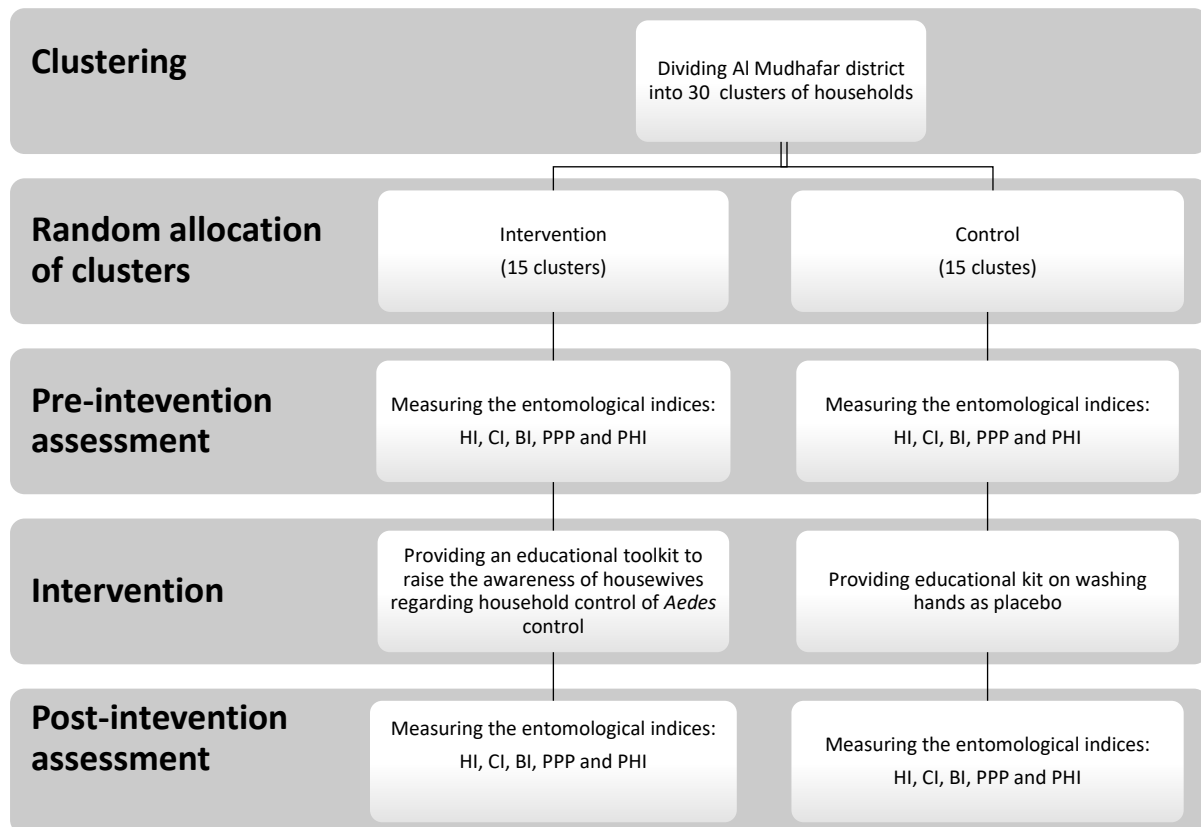 Clustering
Dividing Al Mudhafar district
into 30 clusters of households
Random allocation
of clusters
Intervention
(15 clusters)
Control
(15 clustes)
Pre-intevention
assessment
Measuring the entomological indices:
HI, CI, BI, PPP and PHI
Measuring the entomological indices:
HI, CI, BI, PPP and PHI
Intervention
Providing an educational toolkit to
raise the awareness of housewives
regarding household control of Aedes
control
Providing educational kit on washing
hands as placebo
Post-intevention
assessment
Measuring the entomological indices:
HI, CI, BI, PPP and PHI
Measuring the entomological indices:
HI, CI, BI, PPP and PHI